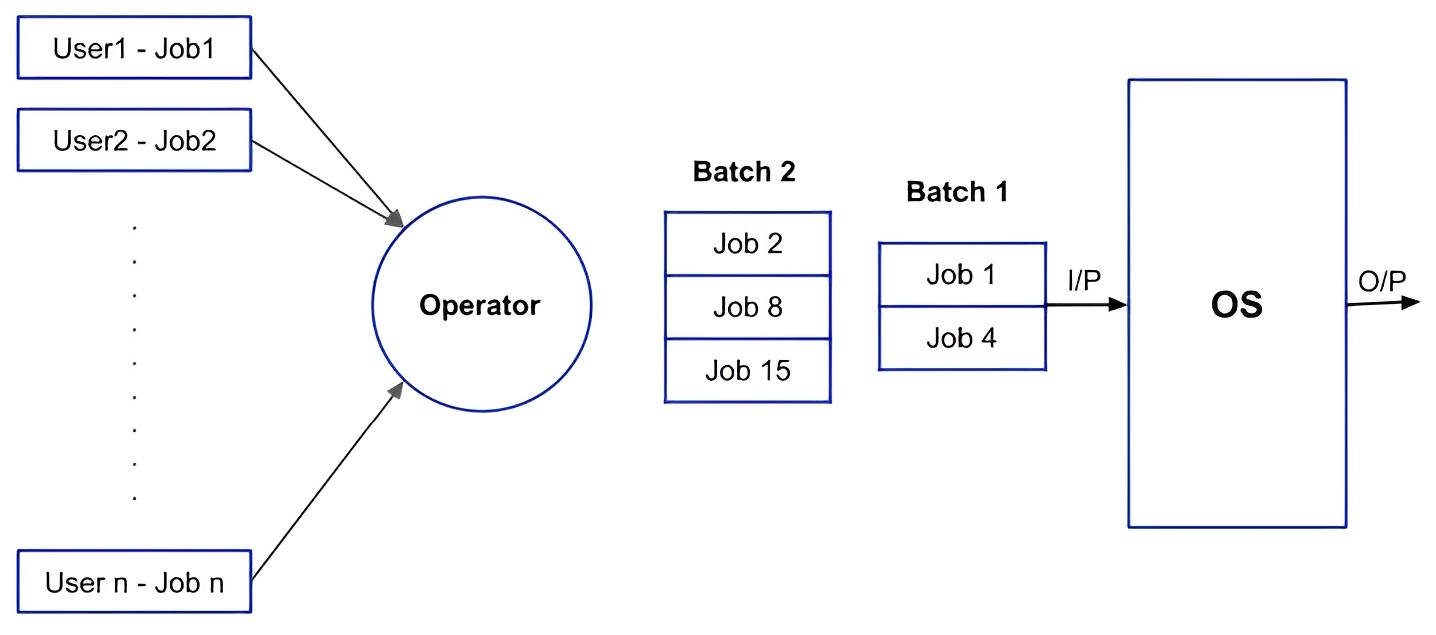 User1 - Job1
User2 - Job2
User n - Job n
Operator
Batch 2
Job 2
Job 8
Job 15
Batch 1
Job 1
Job 4
I/P
OS
O/P